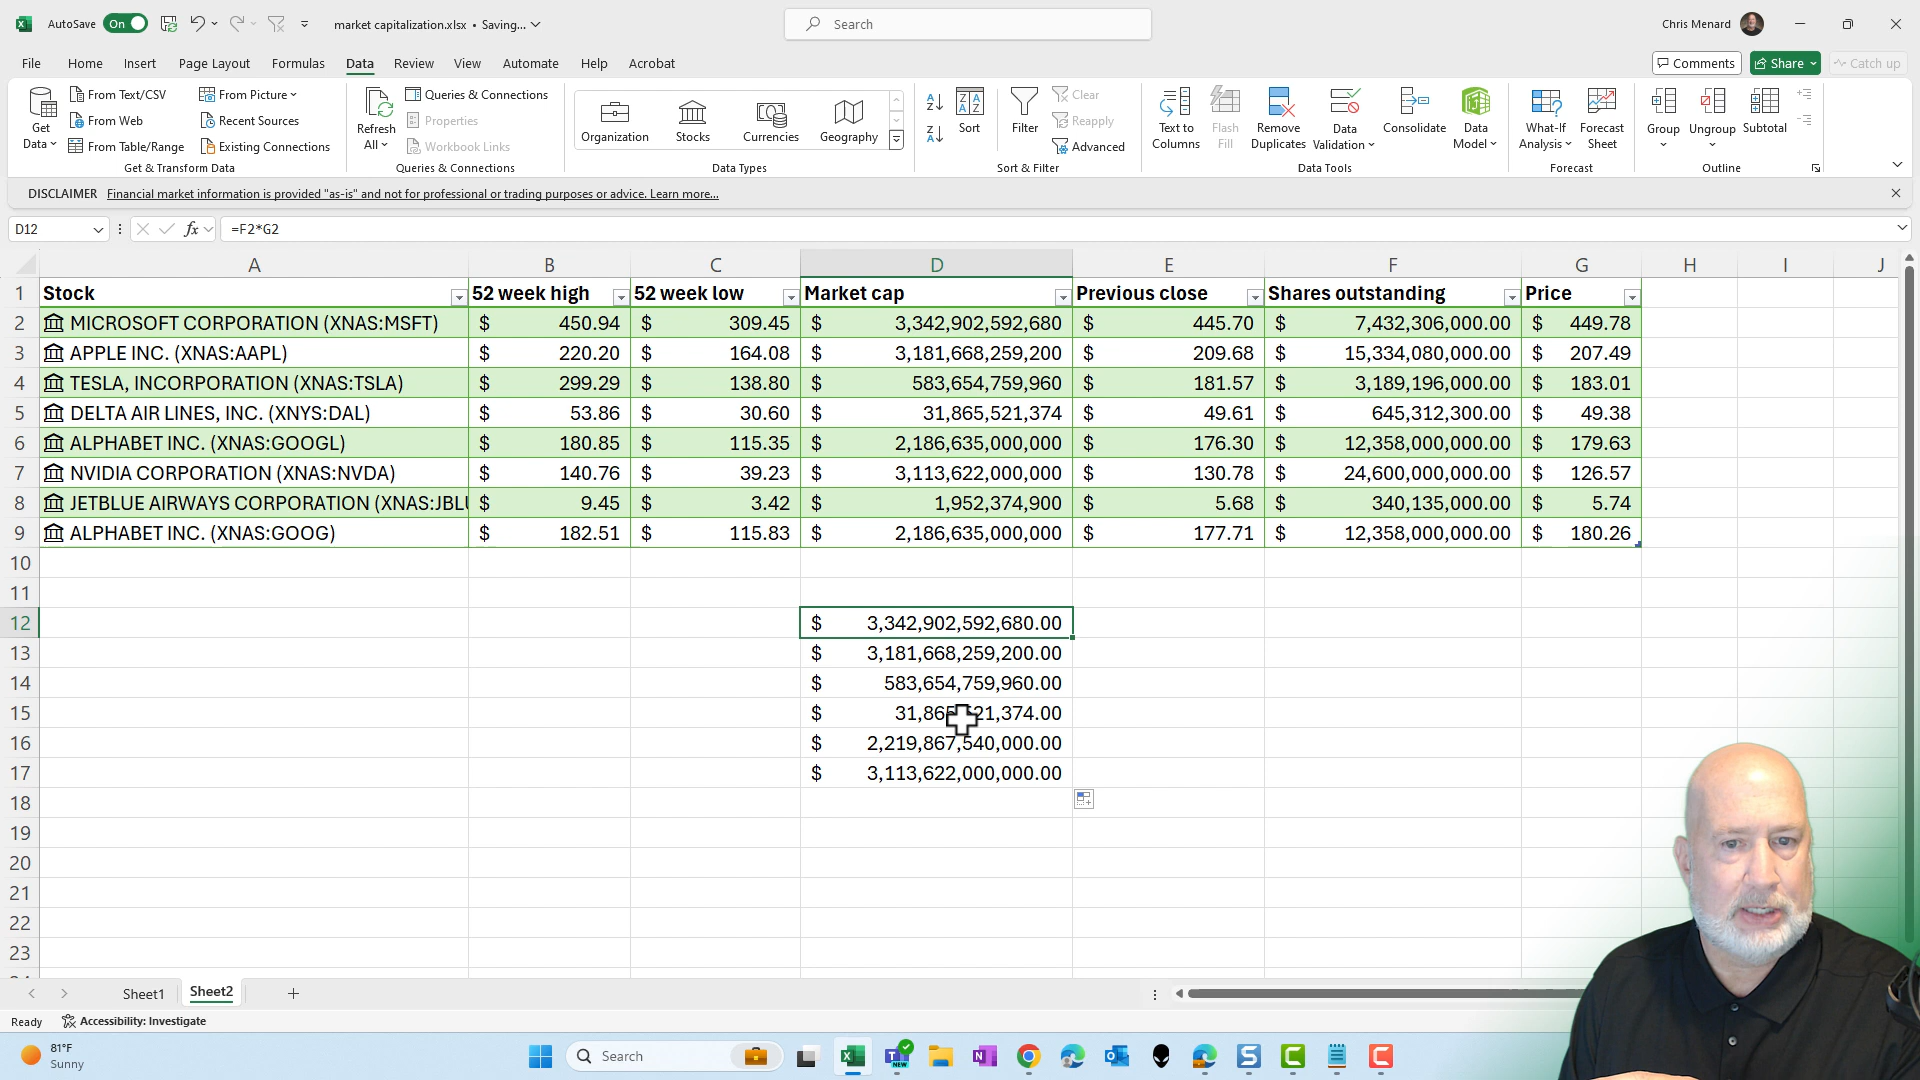 AutoSave On market capitalization.xlsx • Saving... Search Chris Menard
File Home Insert Page Layout Formulas Data Review View Automate Help Acrobat Comments Share Catch up
Get Data
From Text/CSV
From Web
From Table/Range
From Picture
Recent Sources
Existing Connections
Get & Transform Data
Refresh All
Queries & Connections
Properties
Workbook Links
Queries & Connections
Organization Stocks Currencies Geography
Data Types
Sort
Filter
Clear
Reapply
Advanced
Sort & Filter
Text to Columns
Flash Fill
Remove Duplicates
Data Validation
Consolidate
Data Model
Data Tools
What-If Analysis
Forecast Sheet
Forecast
Group Ungroup Subtotal
Outline
DISCLAIMER Financial market information is provided "as-is" and not for professional or trading purposes or advice. Learn more...
D12 fx =F2*G2
A B C D E F G H I J
1 Stock 52 week high 52 week low Market cap Previous close Shares outstanding Price
2 MICROSOFT CORPORATION (XNAS:MSFT) $ 450.94 $ 309.45 $ 3,342,902,592,680 $ 445.70 $ 7,432,306,000.00 $ 449.78
3 APPLE INC. (XNAS:AAPL) $ 220.20 $ 164.08 $ 3,181,668,259,200 $ 209.68 $ 15,334,080,000.00 $ 207.49
4 TESLA, INCORPORATION (XNAS:TSLA) $ 299.29 $ 138.80 $ 583,654,759,960 $ 181.57 $ 3,189,196,000.00 $ 183.01
5 DELTA AIR LINES, INC. (XNYS:DAL) $ 53.86 $ 30.60 $ 31,865,521,374 $ 49.61 $ 645,312,300.00 $ 49.38
6 ALPHABET INC. (XNAS:GOOGL) $ 180.85 $ 115.35 $ 2,186,635,000,000 $ 176.30 $ 12,358,000,000.00 $ 179.63
7 NVIDIA CORPORATION (XNAS:NVDA) $ 140.76 $ 39.23 $ 3,113,622,000,000 $ 130.78 $ 24,600,000,000.00 $ 126.57
8 JETBLUE AIRWAYS CORPORATION (XNAS:JBLU $ 9.45 $ 3.42 $ 1,952,374,900 $ 5.68 $ 340,135,000.00 $ 5.74
9 ALPHABET INC. (XNAS:GOOG) $ 182.51 $ 115.83 $ 2,186,635,000,000 $ 177.71 $ 12,358,000,000.00 $ 180.26
10
11
12 $ 3,342,902,592,680.00
13 $ 3,181,668,259,200.00
14 $ 583,654,759,960.00
15 $ 21,374.00
16 $ 2,219,867,540,000.00
17 $ 3,113,622,000,000.00
18
19
20
21
22
23
Sheet1 Sheet2
Ready Accessibility: Investigate
81°F
Sunny
Search
NEW